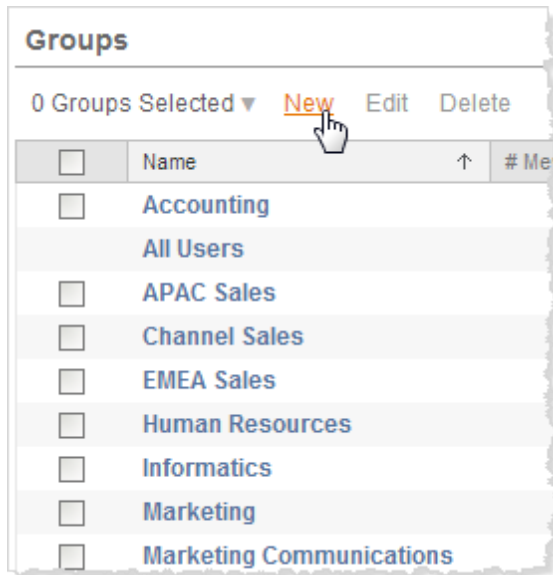 Groups
0 Groups Selected ▼ New Edit Delete
Name ↑ # Me
Accounting
All Users
APAC Sales
Channel Sales
EMEA Sales
Human Resources
Informatics
Marketing
Marketing Communications